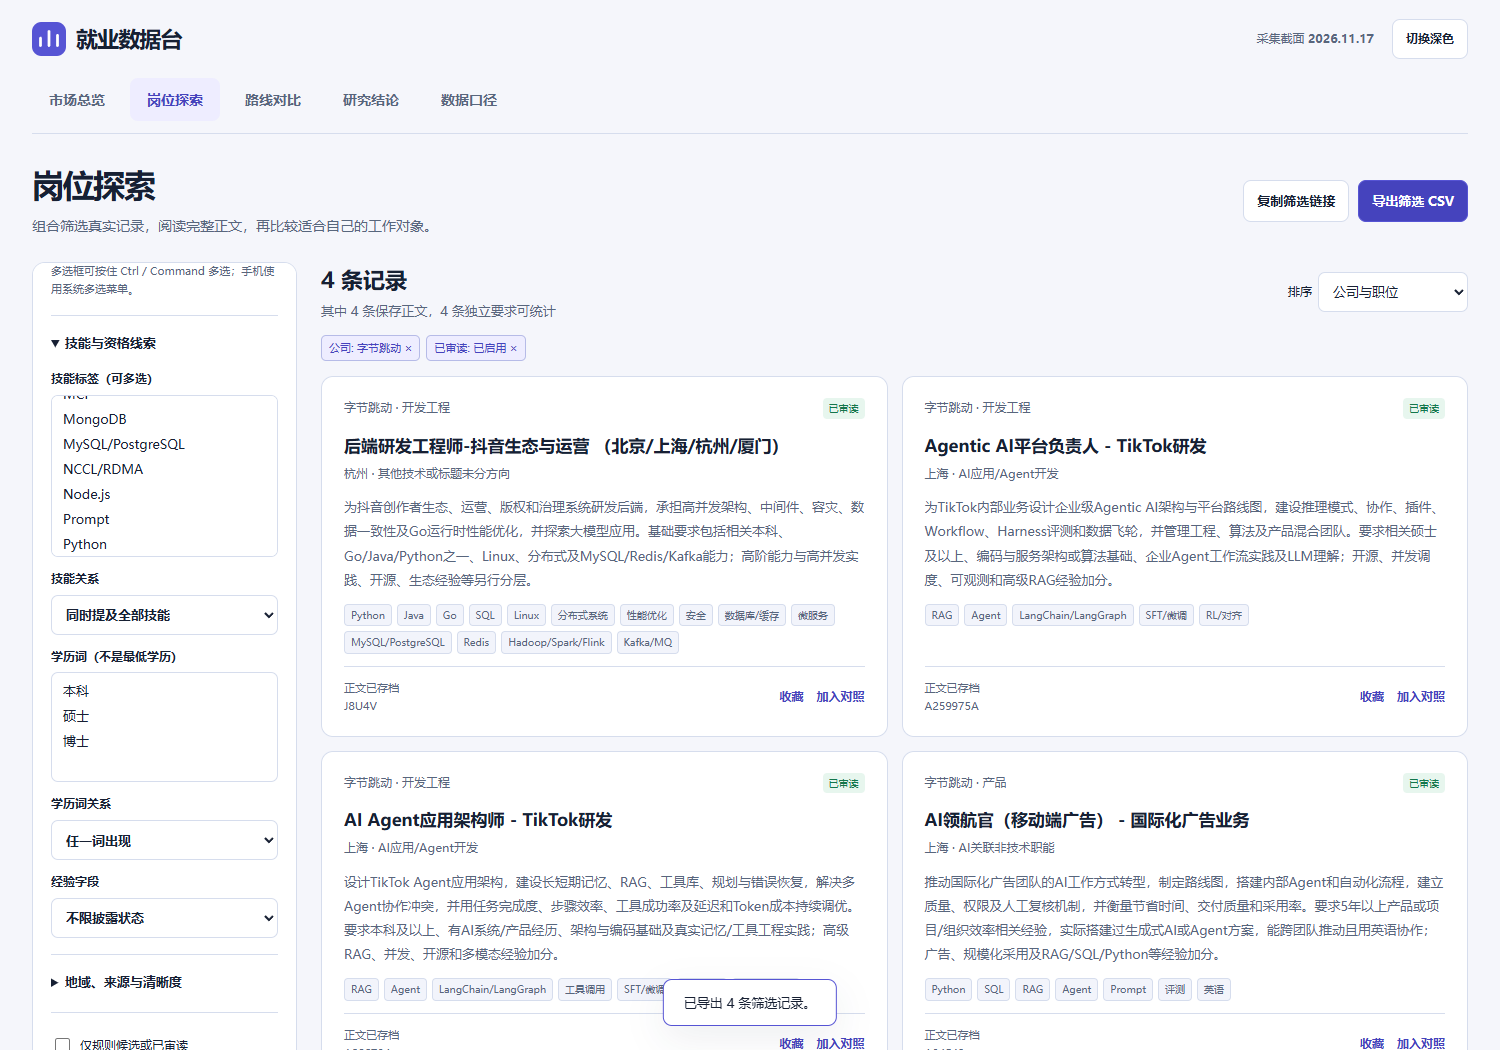 就业数据台
采集截面 2026.11.17
切换深色
市场总览
岗位探索
路线对比
研究结论
数据口径
岗位探索
组合筛选真实记录，阅读完整正文，再比较适合自己的工作对象。
复制筛选链接
导出筛选 CSV
多选框可按住 Ctrl / Command 多选；手机使
用系统多选菜单。
▼ 技能与资格线索
技能标签（可多选）
MCP
MongoDB
MySQL/PostgreSQL
NCCL/RDMA
Node.js
Prompt
Python
技能关系
同时提及全部技能
学历词（不是最低学历）
本科
硕士
博士
学历词关系
任一词出现
经验字段
不限披露状态
▶ 地域、来源与清晰度
仅规则候选或已审读
4 条记录
其中 4 条保存正文，4 条独立要求可统计
排序
公司与职位
公司: 字节跳动 ×
已审读: 已启用 ×
字节跳动 · 开发工程
已审读
后端研发工程师-抖音生态与运营 （北京/上海/杭州/厦门）
杭州 · 其他技术或标题未分方向
为抖音创作者生态、运营、版权和治理系统研发后端，承担高并发架构、中间件、容灾、数
据一致性及Go运行时性能优化，并探索大模型应用。基础要求包括相关本科、
Go/Java/Python之一、Linux、分布式及MySQL/Redis/Kafka能力；高阶能力与高并发实
践、开源、生态经验等另行分层。
Python
Java
Go
SQL
Linux
分布式系统
性能优化
安全
数据库/缓存
微服务
MySQL/PostgreSQL
Redis
Hadoop/Spark/Flink
Kafka/MQ
正文已存档
J8U4V
收藏
加入对照
字节跳动 · 开发工程
已审读
Agentic AI平台负责人 - TikTok研发
上海 · AI应用/Agent开发
为TikTok内部业务设计企业级Agentic AI架构与平台路线图，建设推理模式、协作、插件、
Workflow、Harness评测和数据飞轮，并管理工程、算法及产品混合团队。要求相关硕士
及以上、编码与服务架构或算法基础、企业Agent工作流实践及LLM理解；开源、并发调
度、可观测和高级RAG经验加分。
RAG
Agent
LangChain/LangGraph
SFT/微调
RL/对齐
正文已存档
A259975A
收藏
加入对照
字节跳动 · 开发工程
已审读
AI Agent应用架构师 - TikTok研发
上海 · AI应用/Agent开发
设计TikTok Agent应用架构，建设长短期记忆、RAG、工具库、规划与错误恢复，解决多
Agent协作冲突，并用任务完成度、步骤效率、工具成功率及延迟和Token成本持续调优。
要求本科及以上、有AI系统/产品经历、架构与编码基础及真实记忆/工具工程实践；高级
RAG、并发、开源和多模态经验加分。
RAG
Agent
LangChain/LangGraph
工具调用
SFT/微调
正文已存档
收藏
加入对照
字节跳动 · 产品
已审读
AI领航官（移动端广告） - 国际化广告业务
上海 · AI关联非技术职能
推动国际化广告团队的AI工作方式转型，制定路线图，搭建内部Agent和自动化流程，建立
质量、权限及人工复核机制，并衡量节省时间、交付质量和采用率。要求5年以上产品或项
目/组织效率相关经验，实际搭建过生成式AI或Agent方案，能跨团队推动且用英语协作；
广告、规模化采用及RAG/SQL/Python等经验加分。
Python
SQL
RAG
Agent
Prompt
评测
英语
正文已存档
收藏
加入对照
已导出 4 条筛选记录。